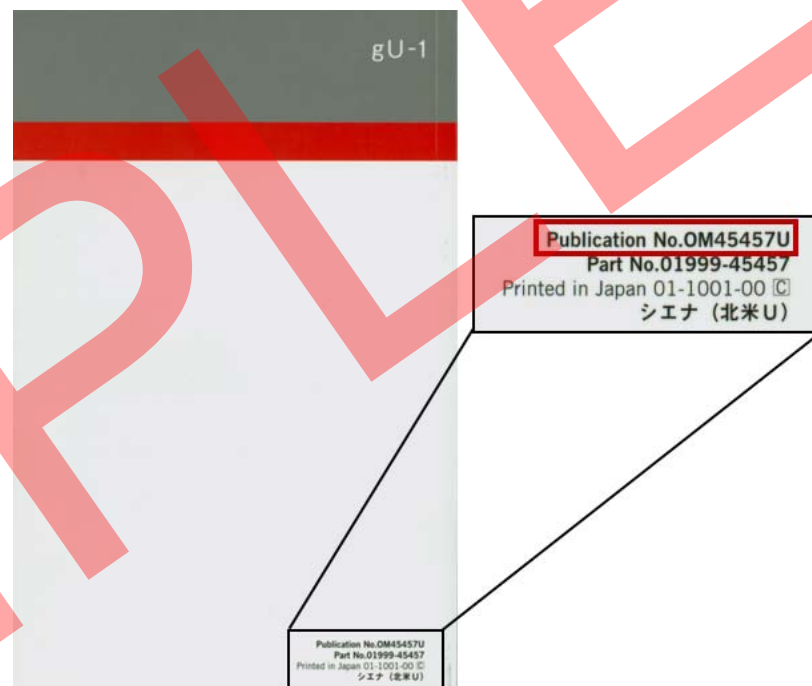 gU-1
Publication No.OM45457U
Part No.01999-45457
Printed in Japan 01-1001-00 🄲
シエナ（北米U）
Publication No.OM45457U
Part No.01999-45457
Printed in Japan 01-1001-00 🄲
シエナ（北米U）